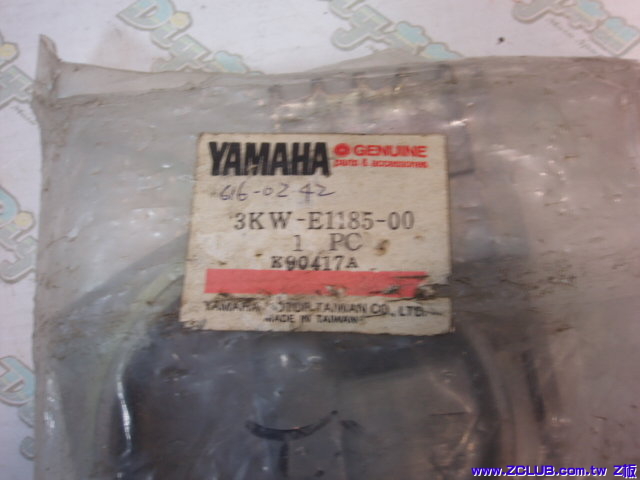 YAMAHA GENUINE
parts & accessories
616-02 42
3KW-E1185-00
1 PC
K90417A
YAMAHA MOTOR TAIWAN CO., LTD.
MADE IN TAIWAN
www.ZCLUB.com.tw Z板